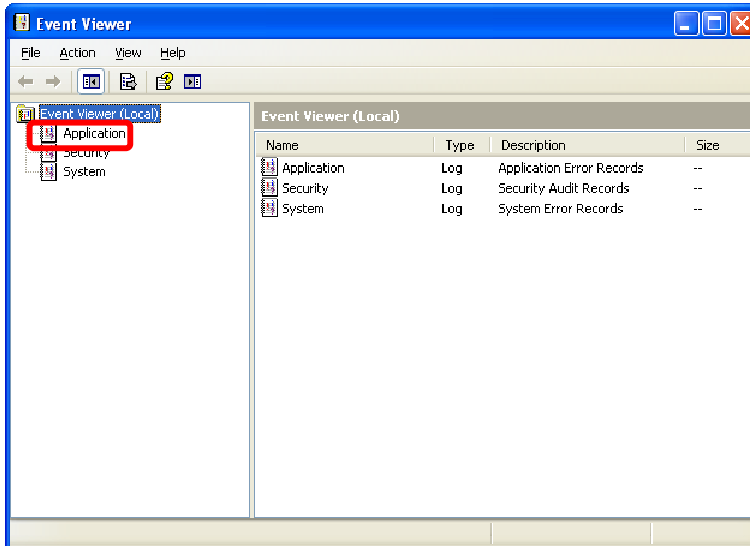 Event Viewer
File Action View Help
Event Viewer (Local)
Application
Security
System
Event Viewer (Local)
Name Type Description Size
Application Log Application Error Records --
Security Log Security Audit Records --
System Log System Error Records --